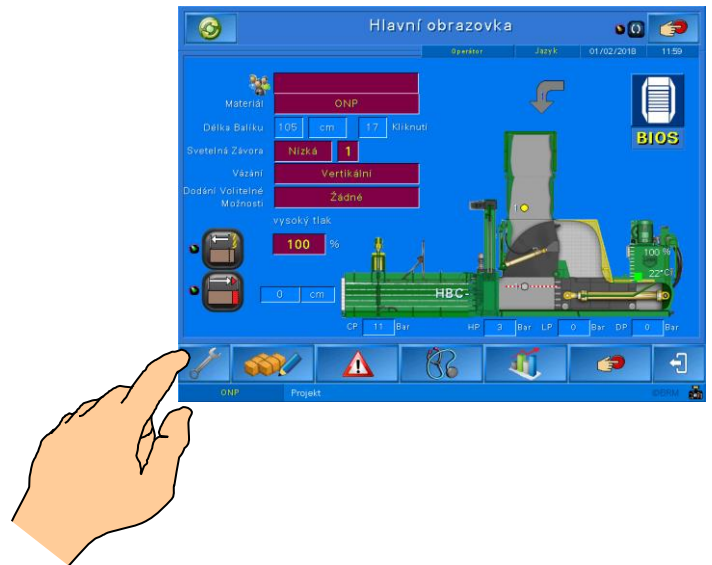 Hlavní obrazovka
Operátor Jazyk 01/02/2018 11:59
Materiál ONP
Délka Balíku 105 cm 17 Kliknutí
Svetelná Závora Nízká 1
Vázání Vertikální
Dodání Volitelné Možnosti Žádné
vysoký tlak
100 %
0 cm
BIOS
1
100 %
22°C
HBC-
CP 11 Bar HP 3 Bar LP 0 Bar DP 0 Bar
ONP Projekt ©ERM